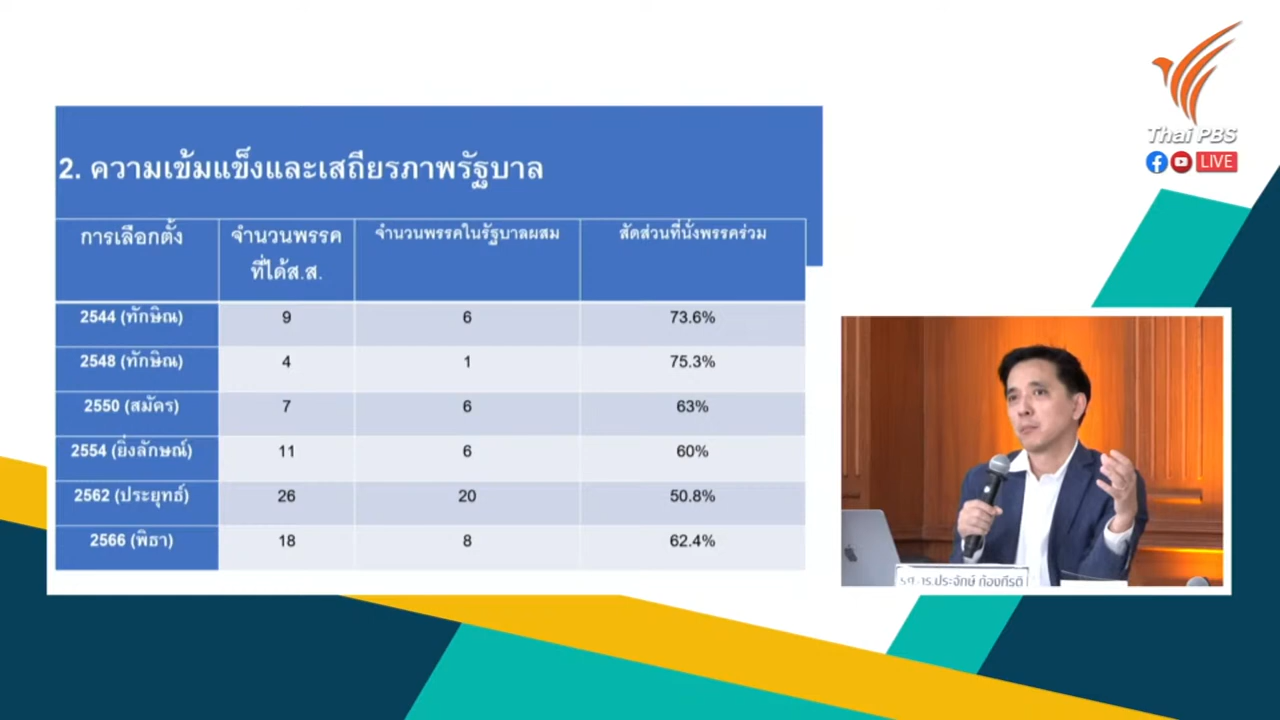 Thai PBS
LIVE
2. ความเข้มแข็งและเสถียรภาพรัฐบาล
การเลือกตั้ง จำนวนพรรคที่ได้ส.ส. จำนวนพรรคในรัฐบาลผสม สัดส่วนที่นั่งพรรคร่วม
2544 (ทักษิณ) 9 6 73.6%
2548 (ทักษิณ) 4 1 75.3%
2550 (สมัคร) 7 6 63%
2554 (ยิ่งลักษณ์) 11 6 60%
2562 (ประยุทธ์) 26 20 50.8%
2566 (พิธา) 18 8 62.4%
รศ.ดร.ประจักษ์ ก้องกีรติ